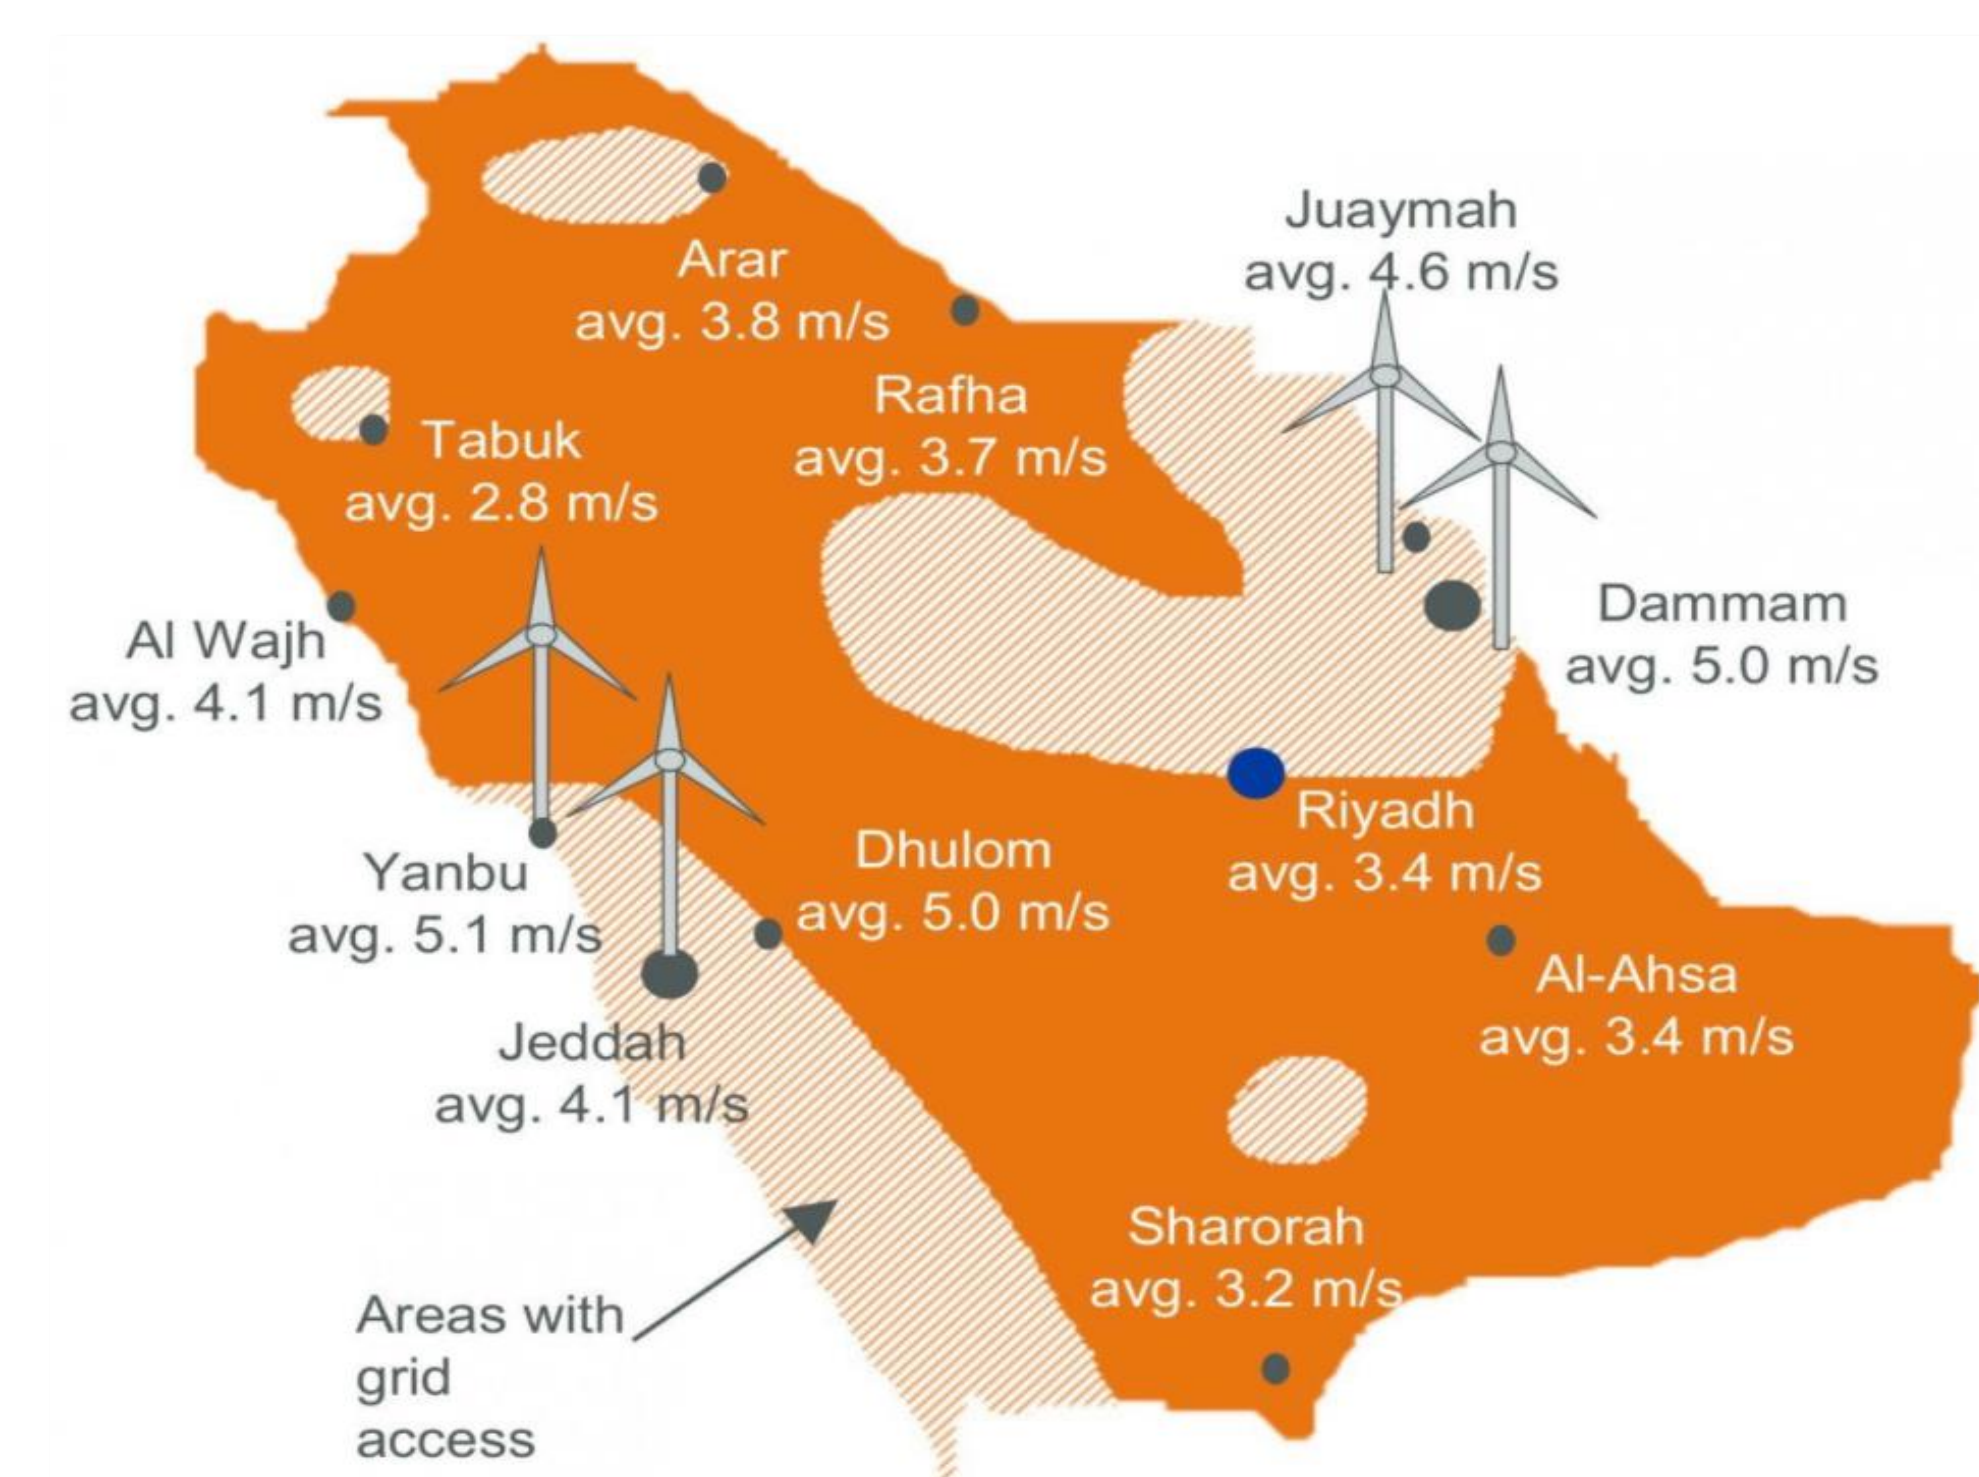 Juaymah
avg. 4.6 m/s
Arar
avg. 3.8 m/s
Rafha
avg. 3.7 m/s
Tabuk
avg. 2.8 m/s
Dammam
avg. 5.0 m/s
Al Wajh
avg. 4.1 m/s
Riyadh
avg. 3.4 m/s
Dhulom
avg. 5.0 m/s
Yanbu
avg. 5.1 m/s
Al-Ahsa
avg. 3.4 m/s
Jeddah
avg. 4.1 m/s
Sharorah
avg. 3.2 m/s
Areas with
grid
access